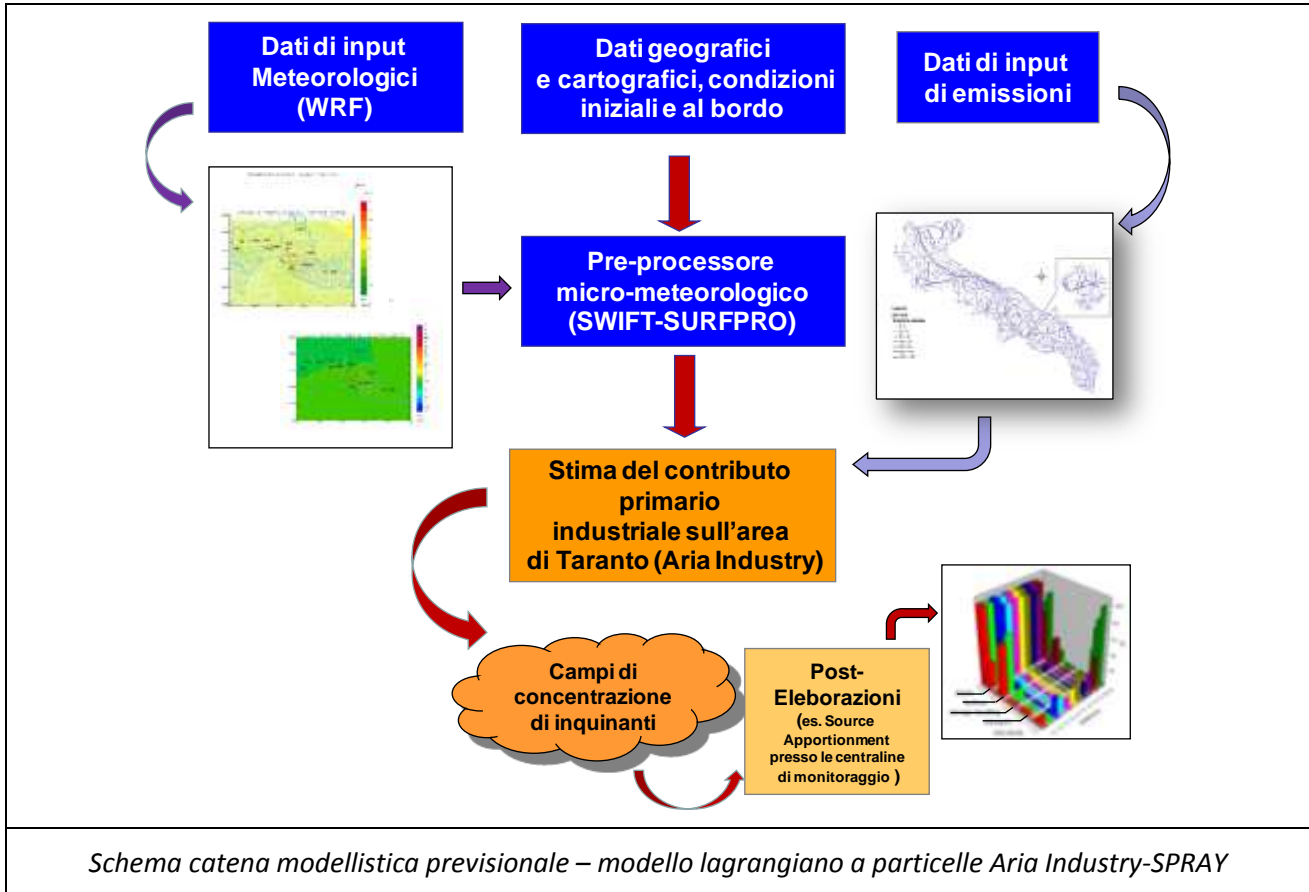 Dati di input
Meteorologici
(WRF)
Dati geografici
e cartografici, condizioni
iniziali e al bordo
Dati di input
di emissioni
Pre-processore
micro-meteorologico
(SWIFT-SURFPRO)
Stima del contributo
primario
industriale sull'area
di Taranto (Aria Industry)
Campi di
concentrazione
di inquinanti
Post-
Eleborazioni
(es. Source
Apportionment
presso le centraline
di monitoraggio )
Schema catena modellistica previsionale – modello lagrangiano a particelle Aria Industry-SPRAY